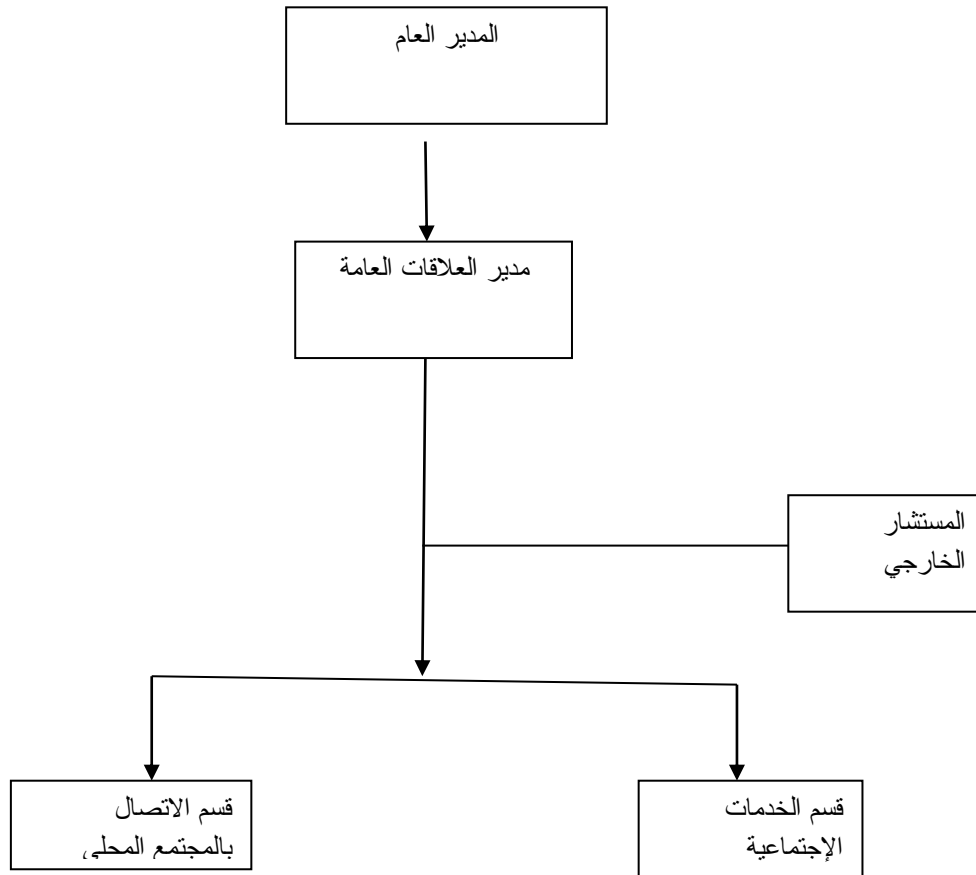 المدير العام
مدير العلاقات العامة
المستشار
الخارجي
قسم الخدمات
الإجتماعية
قسم الاتصال
بالمجتمع المحلي